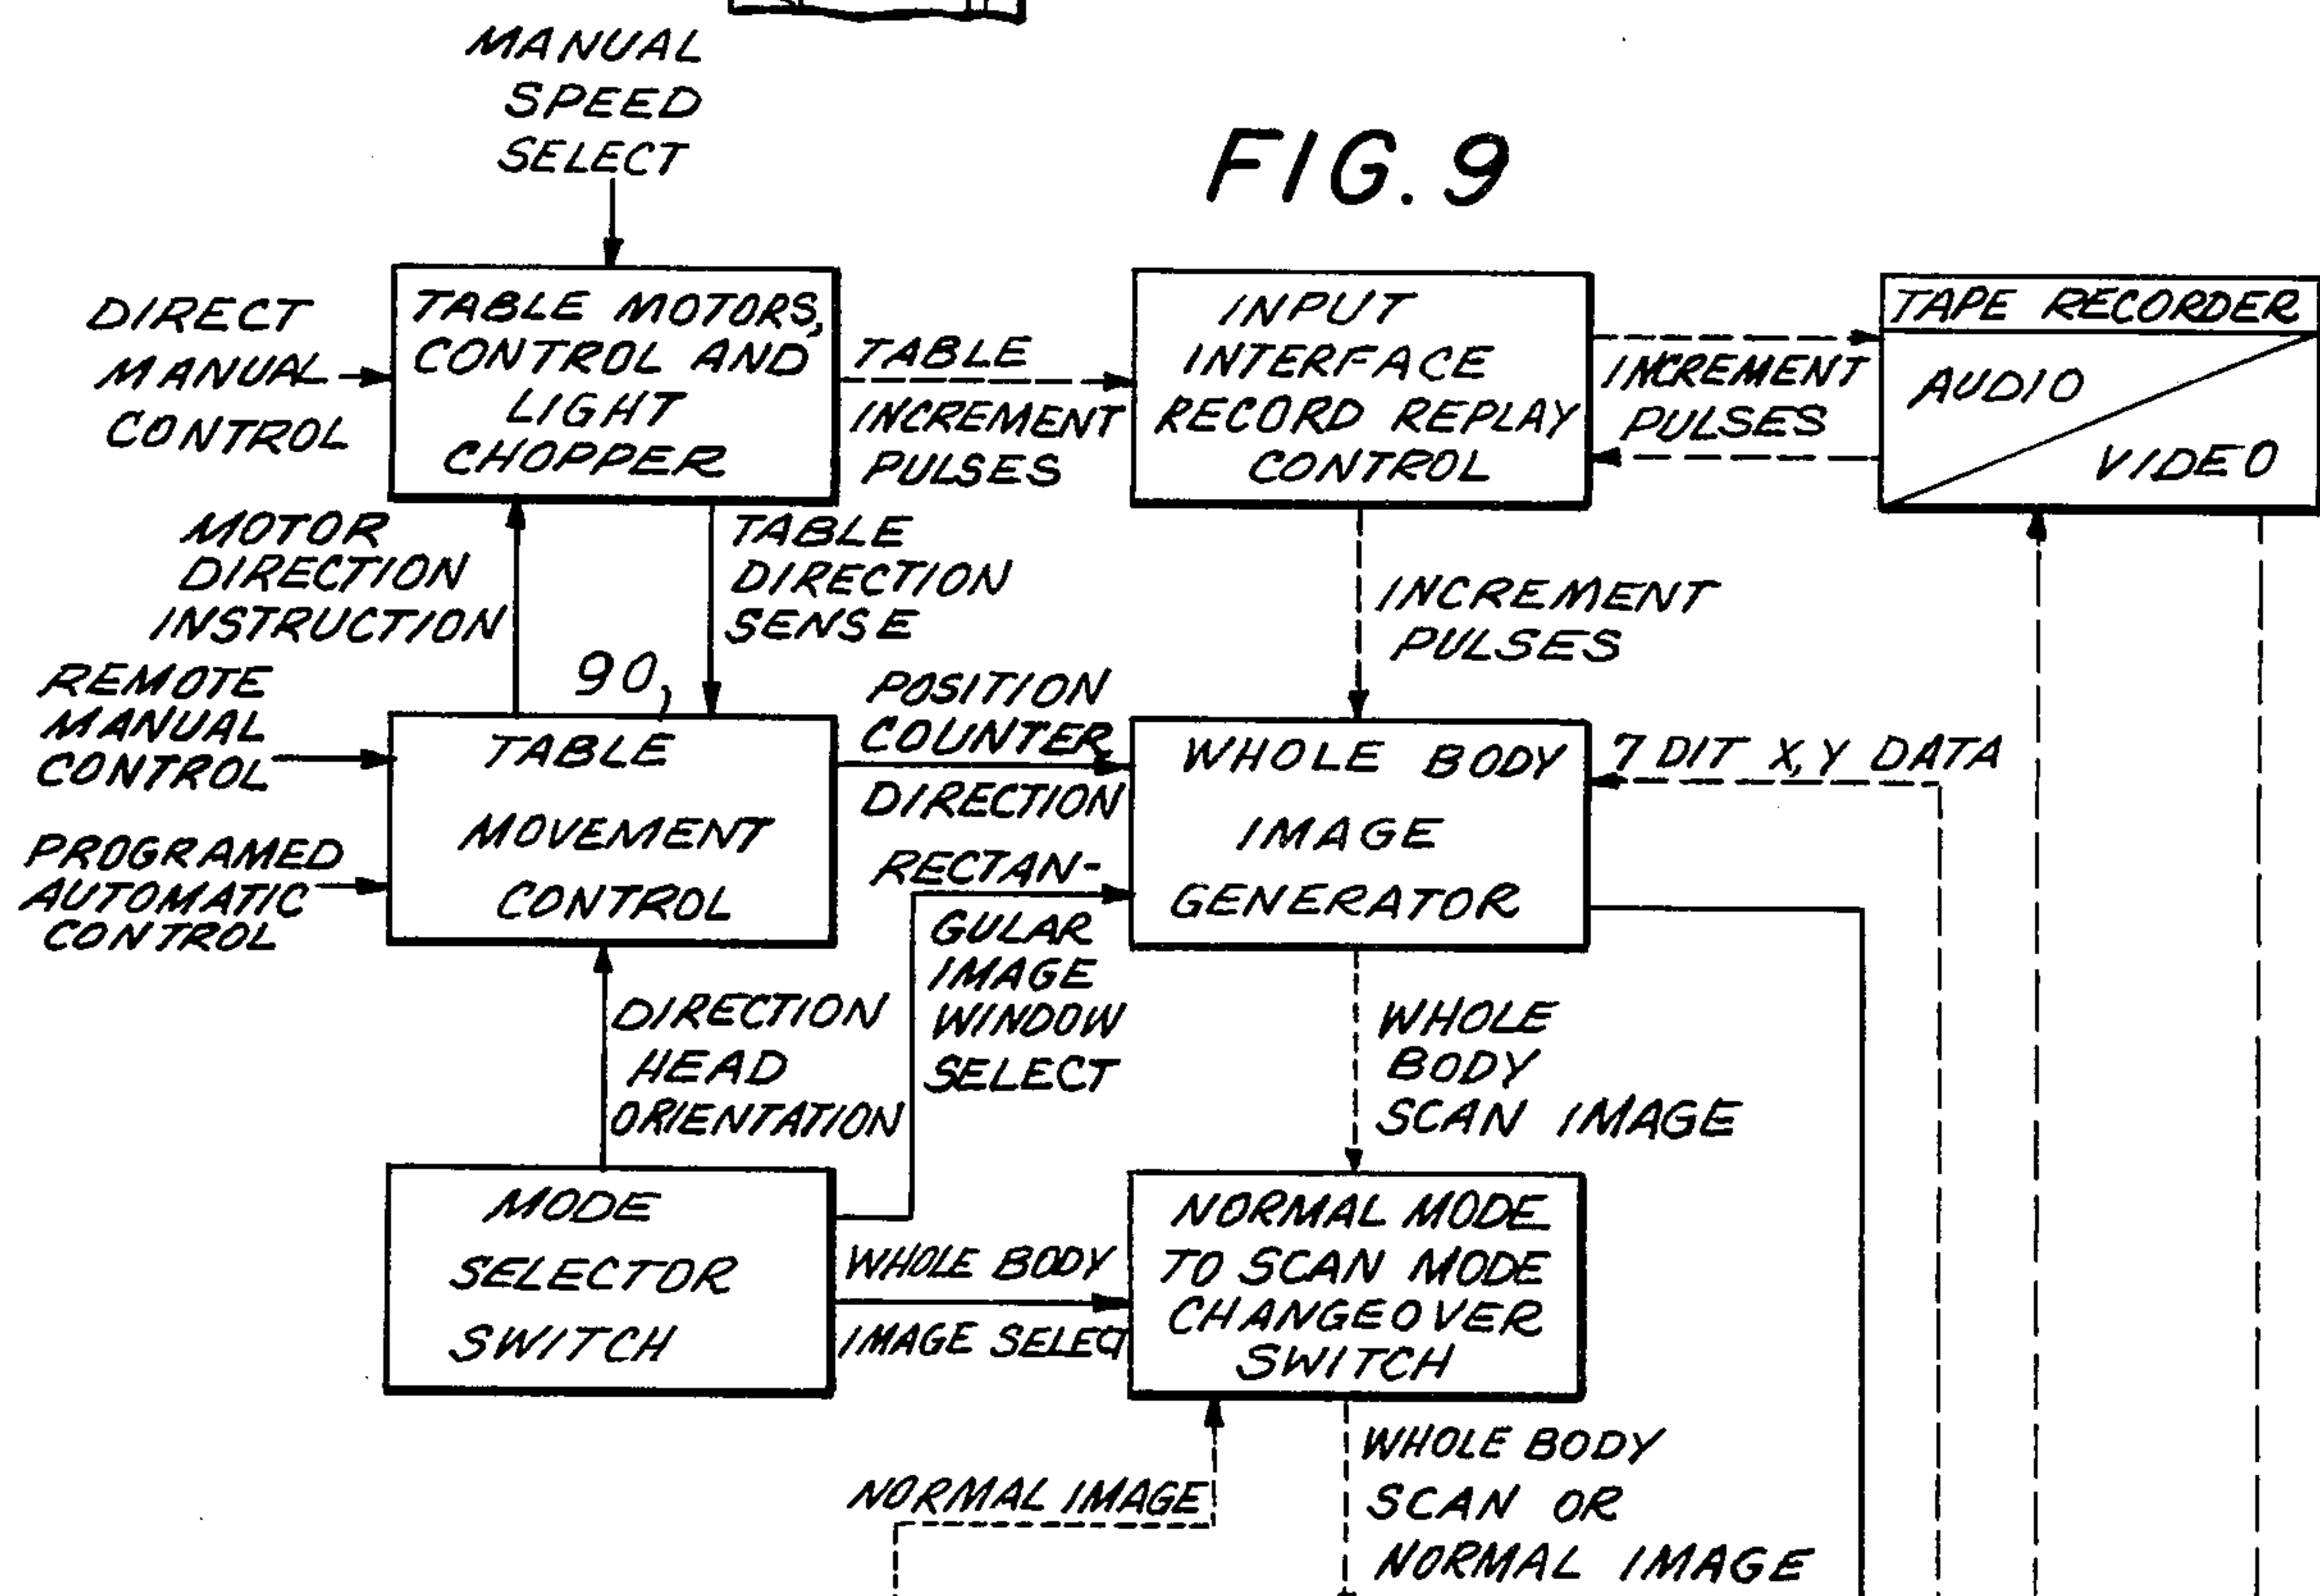 MANUAL
SPEED
SELECT
FIG. 9
DIRECT
MANUAL
CONTROL
TABLE MOTORS,
CONTROL AND
LIGHT
CHOPPER
TABLE
INCREMENT
PULSES
INPUT
INTERFACE
RECORD REPLAY
CONTROL
INCREMENT
PULSES
TAPE RECORDER
AUDIO
VIDEO
MOTOR
DIRECTION
INSTRUCTION
TABLE
DIRECTION
SENSE
INCREMENT
PULSES
90,
REMOTE
MANUAL
CONTROL
PROGRAMED
AUTOMATIC
CONTROL
TABLE
MOVEMENT
CONTROL
POSITION
COUNTER
DIRECTION
RECTAN-
GULAR
IMAGE
WINDOW
SELECT
WHOLE BODY
IMAGE
GENERATOR
7 DIT X,Y DATA
DIRECTION
HEAD
ORIENTATION
WHOLE
BODY
SCAN IMAGE
MODE
SELECTOR
SWITCH
WHOLE BODY
IMAGE SELECT
NORMAL MODE
TO SCAN MODE
CHANGEOVER
SWITCH
NORMAL IMAGE
WHOLE BODY
SCAN OR
NORMAL IMAGE